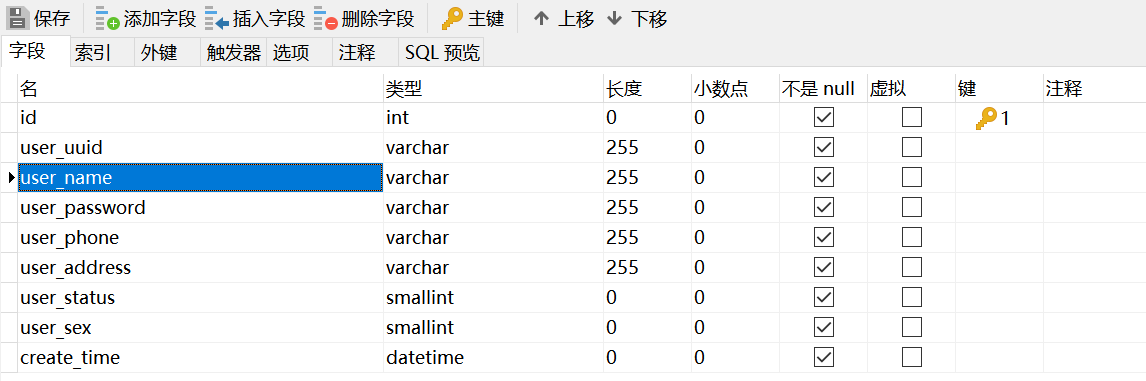 保存 添加字段 插入字段 删除字段 主键 上移 下移
字段 索引 外键 触发器 选项 注释 SQL 预览
名 类型 长度 小数点 不是 null 虚拟 键 注释
id int 0 0 1
user_uuid varchar 255 0
user_name varchar 255 0
user_password varchar 255 0
user_phone varchar 255 0
user_address varchar 255 0
user_status smallint 0 0
user_sex smallint 0 0
create_time datetime 0 0